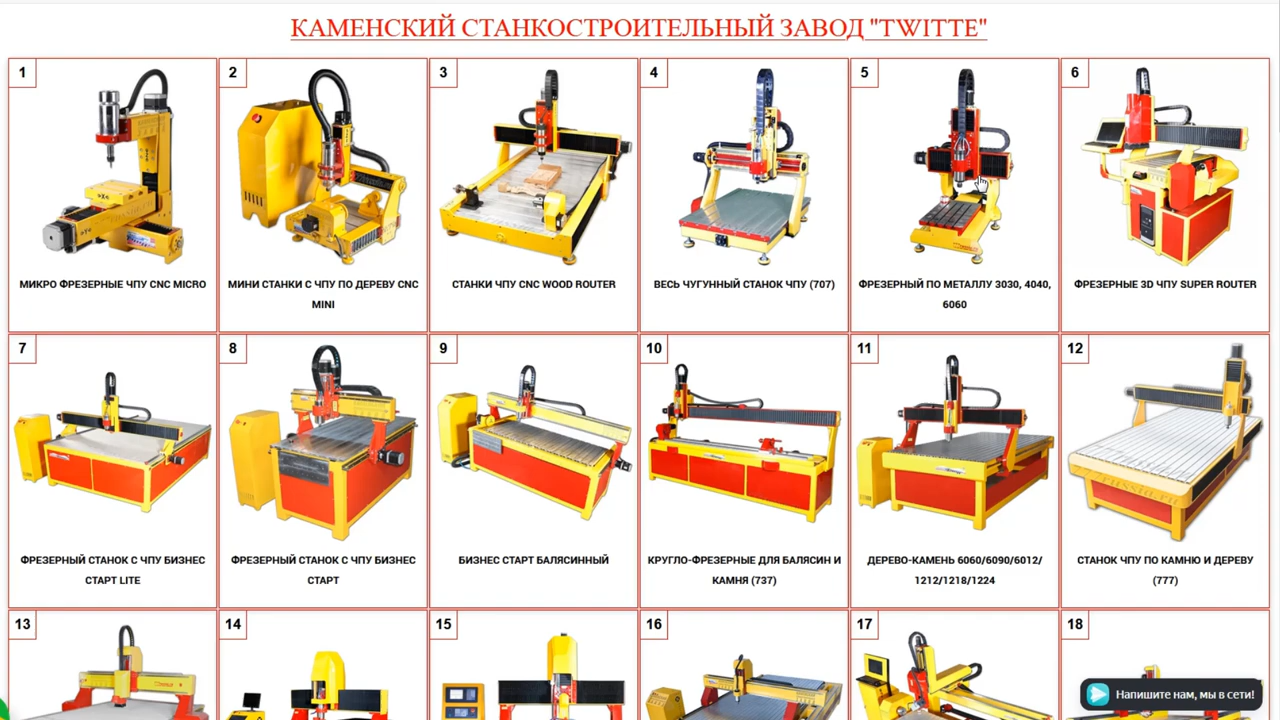 КАМЕНСКИЙ СТАНКОСТРОИТЕЛЬНЫЙ ЗАВОД "TWITTE"
1
2
3
4
5
6
МИКРО ФРЕЗЕРНЫЕ ЧПУ CNC MICRO
МИНИ СТАНКИ С ЧПУ ПО ДЕРЕВУ CNC
MINI
СТАНКИ ЧПУ CNC WOOD ROUTER
ВЕСЬ ЧУГУННЫЙ СТАНОК ЧПУ (707)
ФРЕЗЕРНЫЙ ПО МЕТАЛЛУ 3030, 4040,
6060
ФРЕЗЕРНЫЕ 3D ЧПУ SUPER ROUTER
7
8
9
10
11
12
ФРЕЗЕРНЫЙ СТАНОК С ЧПУ БИЗНЕС
СТАРТ LITE
ФРЕЗЕРНЫЙ СТАНОК С ЧПУ БИЗНЕС
СТАРТ
БИЗНЕС СТАРТ БАЛЯСИННЫЙ
КРУГЛО-ФРЕЗЕРНЫЕ ДЛЯ БАЛЯСИН И
КАМНЯ (737)
ДЕРЕВО-КАМЕНЬ 6060/6090/6012/
1212/1218/1224
СТАНОК ЧПУ ПО КАМНЮ И ДЕРЕВУ
(777)
13
14
15
16
17
18
Напишите нам, мы в сети!